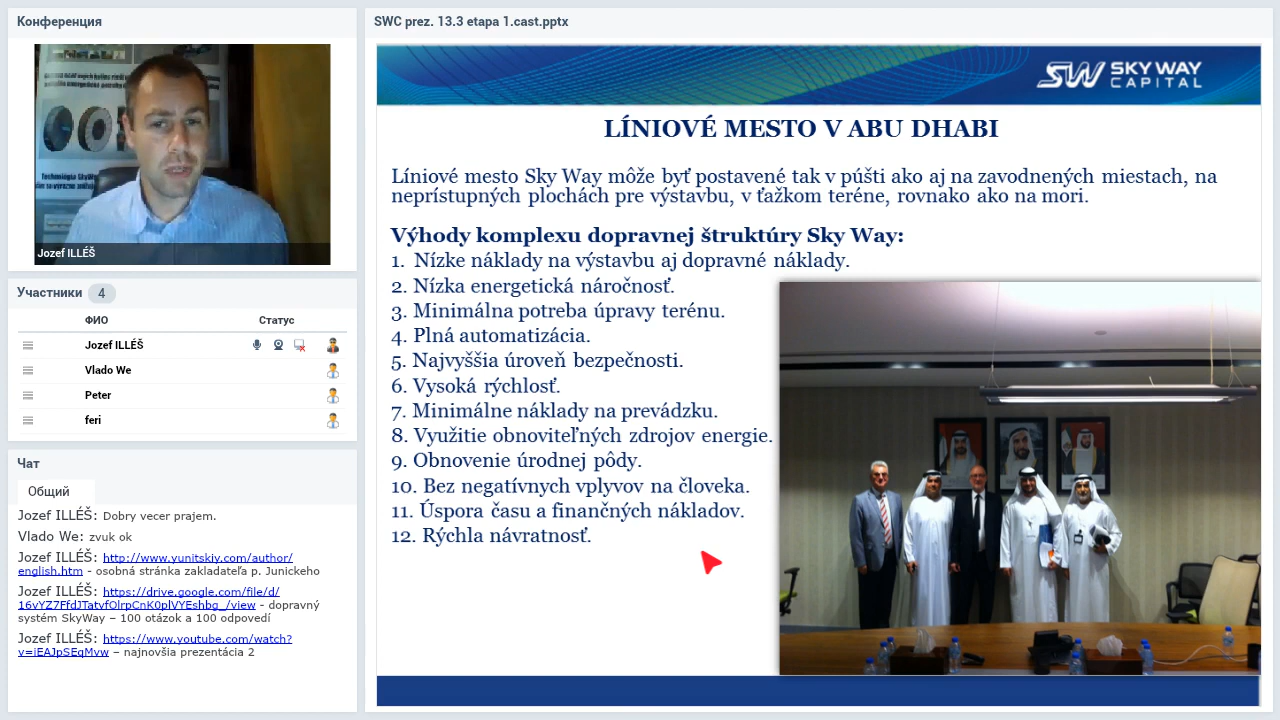 Конференция
Jozef ILLÉŠ
Участники 4
ФИО Статус
Jozef ILLÉŠ
Vlado We
Peter
feri
Чат
Общий
Jozef ILLÉŠ: Dobry vecer prajem.
Vlado We: zvuk ok
Jozef ILLÉŠ: http://www.yunitskiy.com/author/
english.htm - osobná stránka zakladateľa p. Junickeho
Jozef ILLÉŠ: https://drive.google.com/file/d/
16vYZ7FfdJTatvfOlrpCnK0plVYEshbg_/view - dopravný
systém SkyWay – 100 otázok a 100 odpovedí
Jozef ILLÉŠ: https://www.youtube.com/watch?
v=iEAJpSEqMvw – najnovšia prezentácia 2
SWC prez. 13.3 etapa 1.cast.pptx
SW SKY WAY
CAPITAL
LÍNIOVÉ MESTO V ABU DHABI
Líniové mesto Sky Way môže byť postavené tak v púšti ako aj na zavodnených miestach, na
neprístupných plochách pre výstavbu, v ťažkom teréne, rovnako ako na mori.
Výhody komplexu dopravnej štruktúry Sky Way:
1. Nízke náklady na výstavbu aj dopravné náklady.
2. Nízka energetická náročnosť.
3. Minimálna potreba úpravy terénu.
4. Plná automatizácia.
5. Najvyššia úroveň bezpečnosti.
6. Vysoká rýchlosť.
7. Minimálne náklady na prevádzku.
8. Využitie obnoviteľných zdrojov energie.
9. Obnovenie úrodnej pôdy.
10. Bez negatívnych vplyvov na človeka.
11. Úspora času a finančných nákladov.
12. Rýchla návratnosť.